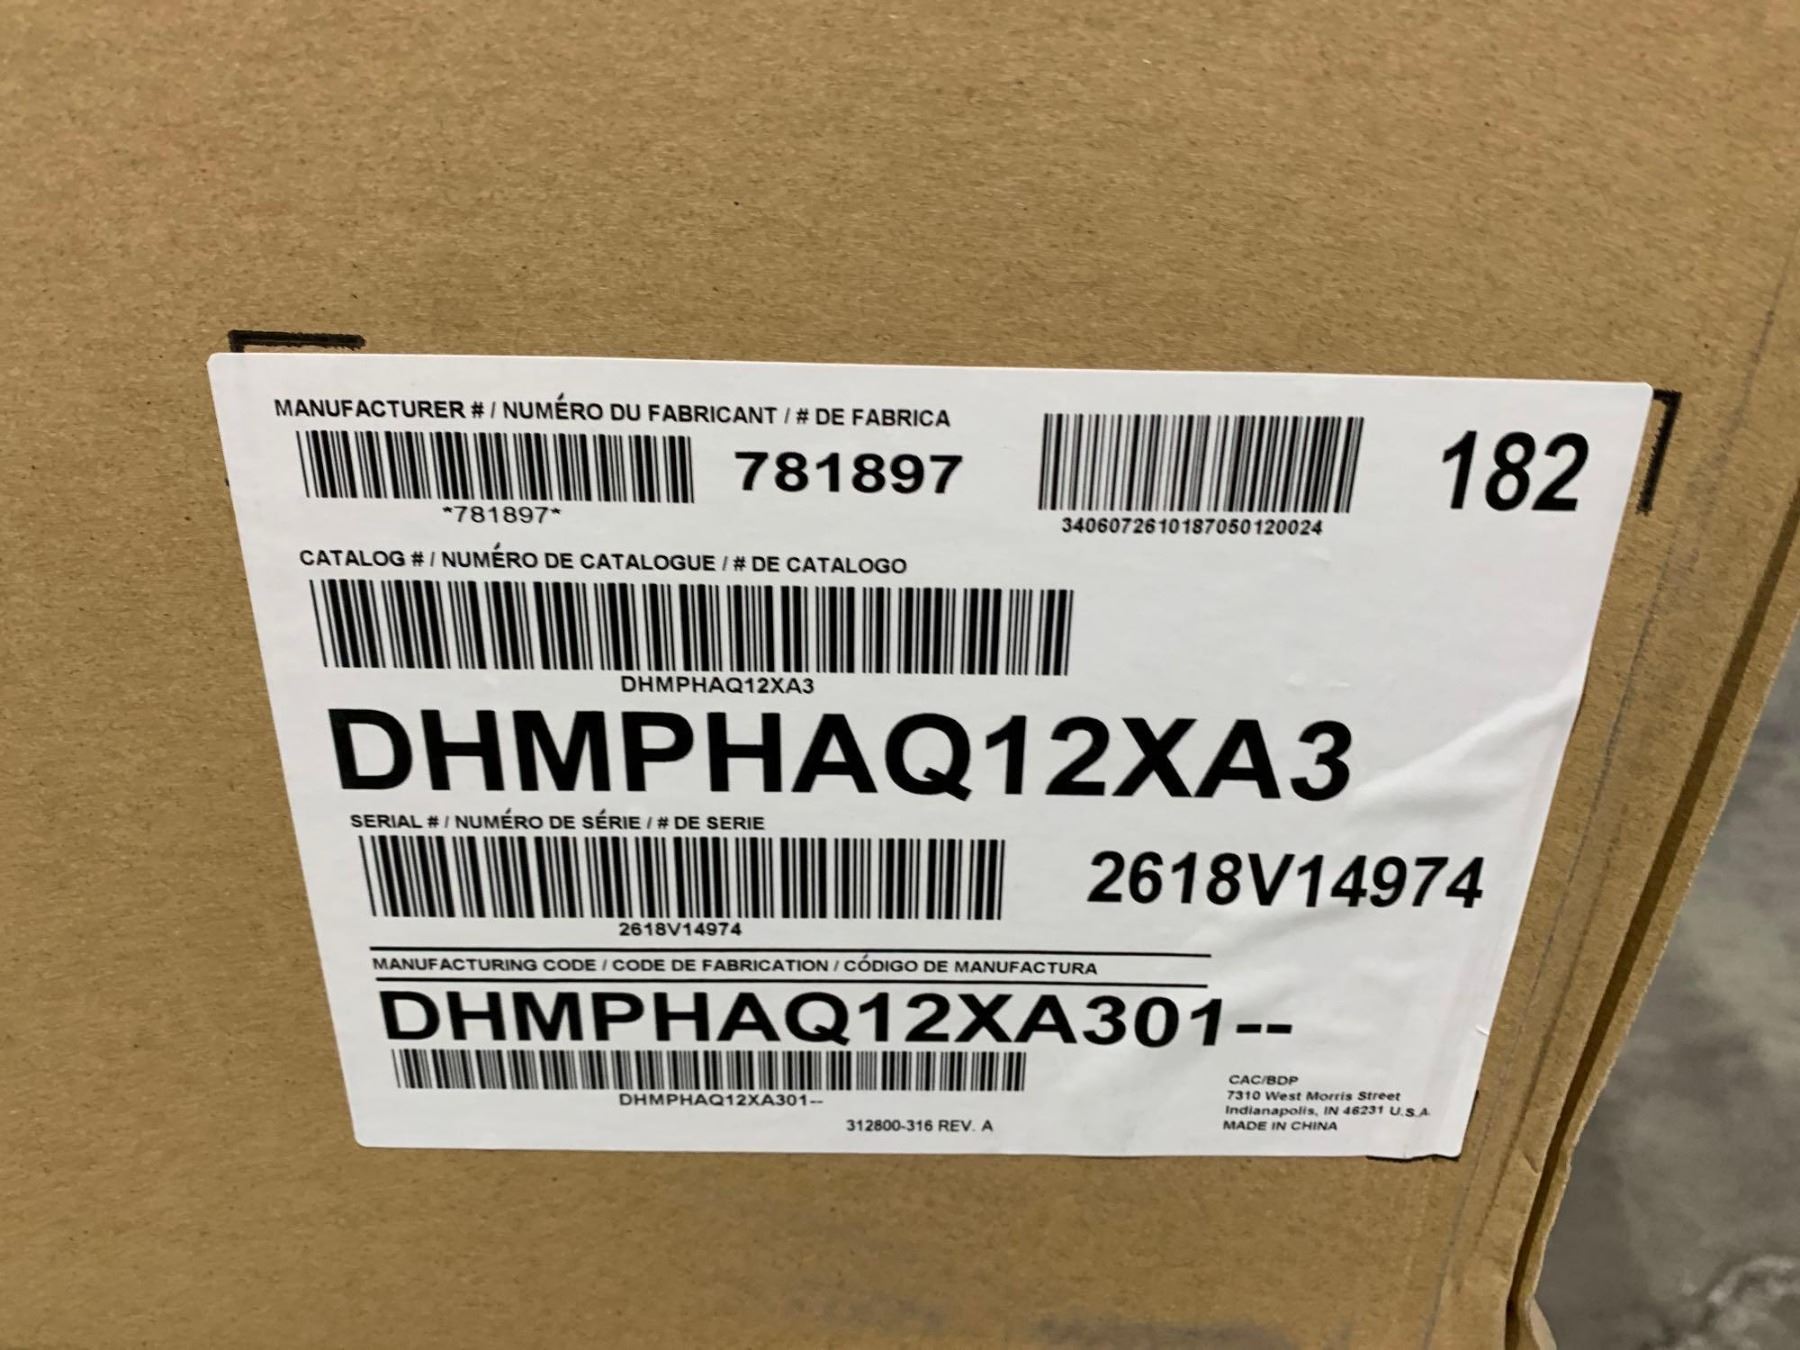 MANUFACTURER # / NUMÉRO DU FABRICANT / # DE FABRICA
781897
*781897*
3406072610187050120024
182
CATALOG # / NUMÉRO DE CATALOGUE / # DE CATALOGO
DHMPHAQ12XA3
DHMPHAQ12XA3
SERIAL # / NUMÉRO DE SÉRIE / # DE SERIE
2618V14974
2618V14974
MANUFACTURING CODE / CODE DE FABRICATION / CÓDIGO DE MANUFACTURA
DHMPHAQ12XA301--
DHMPHAQ12XA301--
312800-316 REV. A
CAC/BDP
7310 West Morris Street
Indianapolis, IN 46231 U.S.A
MADE IN CHINA